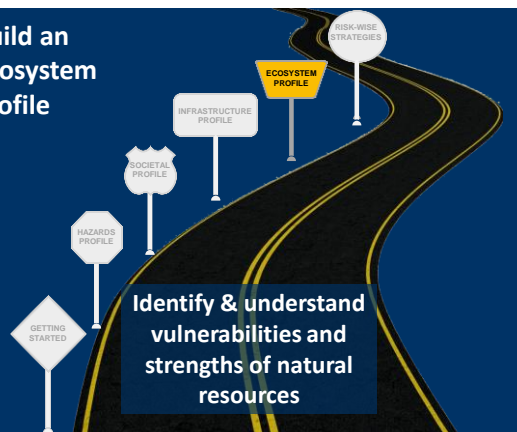 uild an
osystem
ofile
RISK-WISE
STRATEGIES
ECOSYSTEM
PROFILE
INFRASTRUCTURE
PROFILE
SOCIETAL
PROFILE
HAZARDS
PROFILE
GETTING
STARTED
Identify & understand
vulnerabilities and
strengths of natural
resources